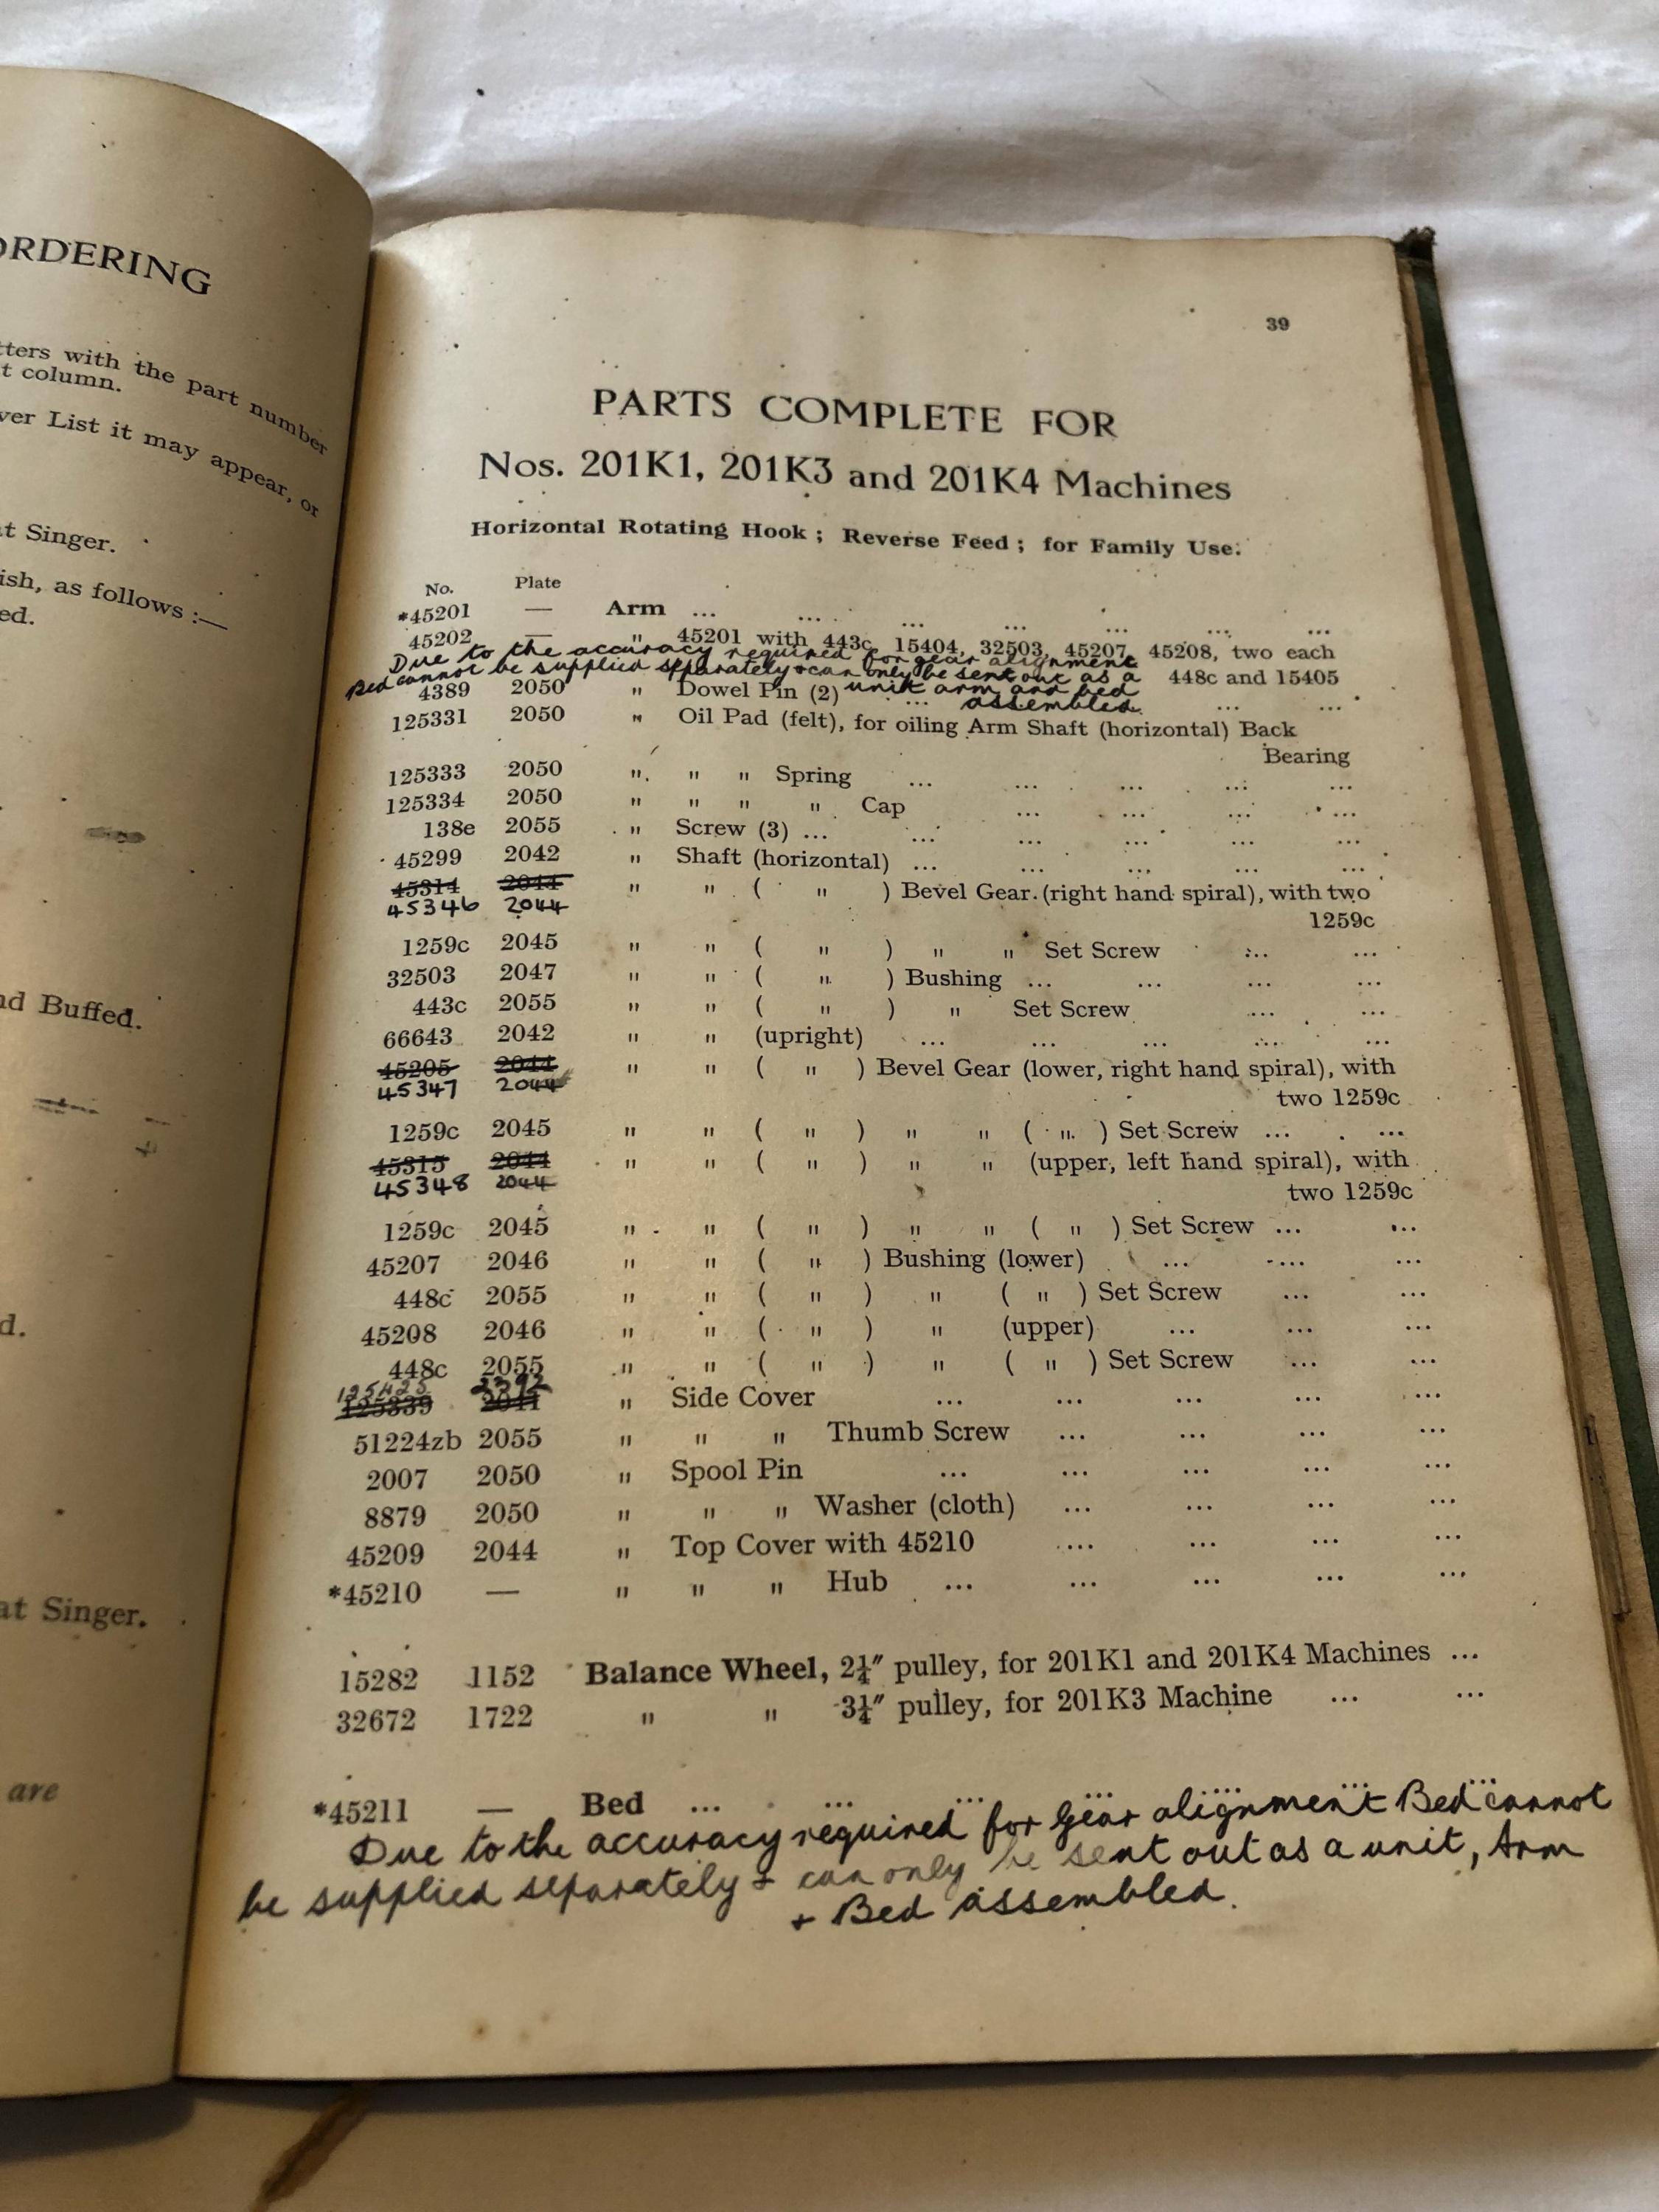 ORDERING
tters with the part number
t column.
ver List it may appear, or
at Singer.
ish, as follows :—
ed.
nd Buffed.
d.
at Singer.
are
39
PARTS COMPLETE FOR
Nos. 201K1, 201K3 and 201K4 Machines
Horizontal Rotating Hook ; Reverse Feed ; for Family Use.
No. Plate
*45201 — Arm ... ... ... ... ... ... ...
45202 — " 45201 with 443c, 15404, 32503, 45207, 45208, two each
448c and 15405
Due to the accuracy required for gear alignment
Bed cannot be supplied separately & can only be sent out as a
unit arm and bed
assembled.
4389 2050 " Dowel Pin (2) ... ... ...
125331 2050 " Oil Pad (felt), for oiling Arm Shaft (horizontal) Back
Bearing
125333 2050 " " " Spring ... ... ... ... ...
125334 2050 " " " " Cap ... ... ... ...
138e 2055 " Screw (3) ... ... ... ... ... ...
45299 2042 " Shaft (horizontal) ... ... ... ... ...
45314 2044 " " ( " ) Bevel Gear (right hand spiral), with two
45346 2044
1259c
1259c 2045 " " ( " ) " " Set Screw ... ...
32503 2047 " " ( " ) Bushing ... ... ... ...
443c 2055 " " ( " ) " Set Screw ... ...
66643 2042 " " (upright) ... ... ... ... ...
45205 2044 " " ( " ) Bevel Gear (lower, right hand spiral), with
45347 2044
two 1259c
1259c 2045 " " ( " ) " " ( " ) Set Screw ... ...
45315 2044 " " ( " ) " " (upper, left hand spiral), with
45348 2044
two 1259c
1259c 2045 " " ( " ) " " ( " ) Set Screw ... ...
45207 2046 " " ( " ) Bushing (lower) ... ... ...
448c 2055 " " ( " ) " ( " ) Set Screw ... ...
45208 2046 " " ( " ) " (upper) ... ... ...
448c 2055 " " ( " ) " ( " ) Set Screw ... ...
125425 2392
125339 2041 " Side Cover ... ... ... ... ...
51224zb 2055 " " " Thumb Screw ... ... ... ...
2007 2050 " Spool Pin ... ... ... ... ...
8879 2050 " " " Washer (cloth) ... ... ... ...
45209 2044 " Top Cover with 45210 ... ... ... ...
*45210 — " " " Hub ... ... ... ... ...
15282 1152 Balance Wheel, 2¼″ pulley, for 201K1 and 201K4 Machines ...
32672 1722 " " 3¼″ pulley, for 201K3 Machine ... ...
*45211 — Bed ... ... ... ... ... ... ...
Due to the accuracy required for Gear alignment Bed cannot
be supplied separately & can only be sent out as a unit, Arm
+ Bed assembled.